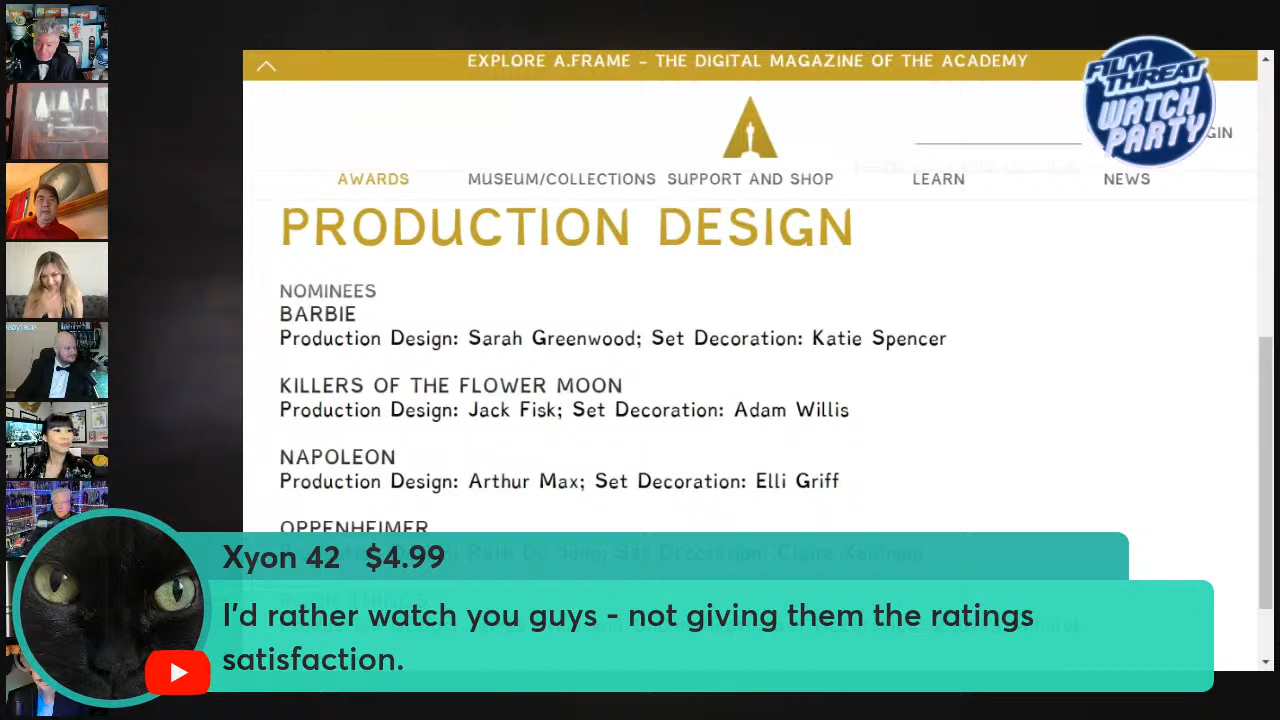 EXPLORE A.FRAME - THE DIGITAL MAGAZINE OF THE ACADEMY
FILM THREAT
WATCH PARTY
GIN
AWARDS MUSEUM/COLLECTIONS SUPPORT AND SHOP LEARN NEWS
PRODUCTION DESIGN
NOMINEES
BARBIE
Production Design: Sarah Greenwood; Set Decoration: Katie Spencer
KILLERS OF THE FLOWER MOON
Production Design: Jack Fisk; Set Decoration: Adam Willis
NAPOLEON
Production Design: Arthur Max; Set Decoration: Elli Griff
OPPENHEIMER
Xyon 42 $4.99
I'd rather watch you guys - not giving them the ratings
satisfaction.